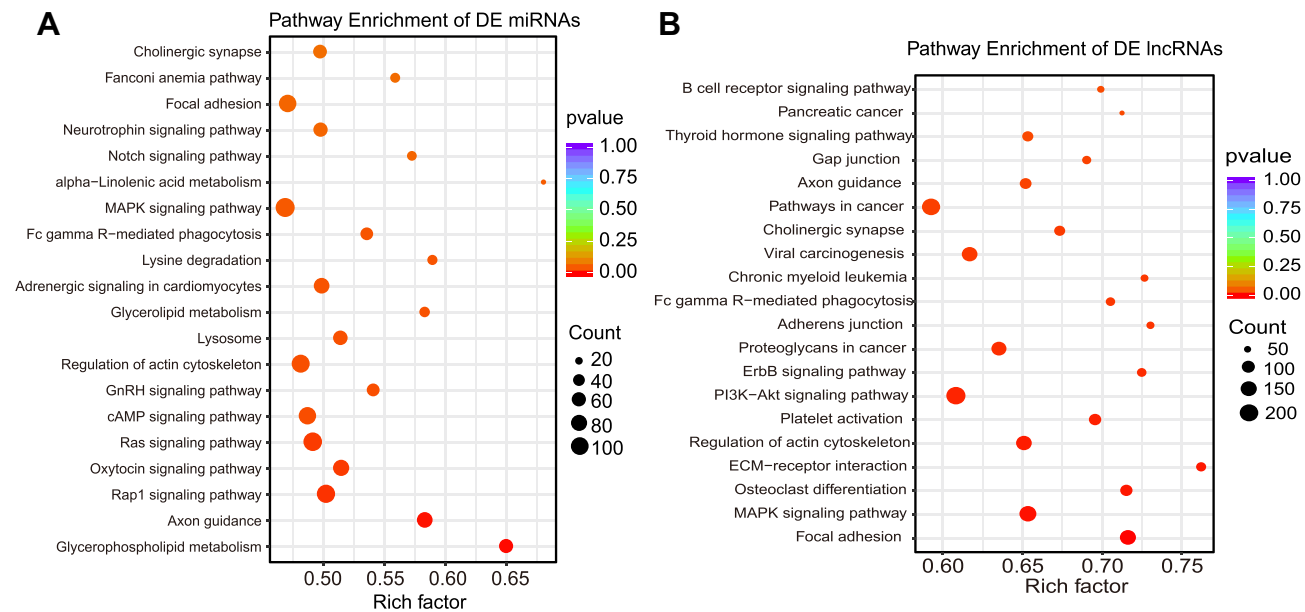 A
Pathway Enrichment of DE miRNAs
Cholinergic synapse
Fanconi anemia pathway
Focal adhesion
Neurotrophin signaling pathway
Notch signaling pathway
alpha−Linolenic acid metabolism
MAPK signaling pathway
Fc gamma R−mediated phagocytosis
Lysine degradation
Adrenergic signaling in cardiomyocytes
Glycerolipid metabolism
Lysosome
Regulation of actin cytoskeleton
GnRH signaling pathway
cAMP signaling pathway
Ras signaling pathway
Oxytocin signaling pathway
Rap1 signaling pathway
Axon guidance
Glycerophospholipid metabolism
0.50 0.55 0.60 0.65
Rich factor
pvalue
1.00
0.75
0.50
0.25
0.00
Count
20
40
60
80
100
B
Pathway Enrichment of DE lncRNAs
B cell receptor signaling pathway
Pancreatic cancer
Thyroid hormone signaling pathway
Gap junction
Axon guidance
Pathways in cancer
Cholinergic synapse
Viral carcinogenesis
Chronic myeloid leukemia
Fc gamma R−mediated phagocytosis
Adherens junction
Proteoglycans in cancer
ErbB signaling pathway
PI3K−Akt signaling pathway
Platelet activation
Regulation of actin cytoskeleton
ECM−receptor interaction
Osteoclast differentiation
MAPK signaling pathway
Focal adhesion
0.60 0.65 0.70 0.75
Rich factor
pvalue
1.00
0.75
0.50
0.25
0.00
Count
50
100
150
200